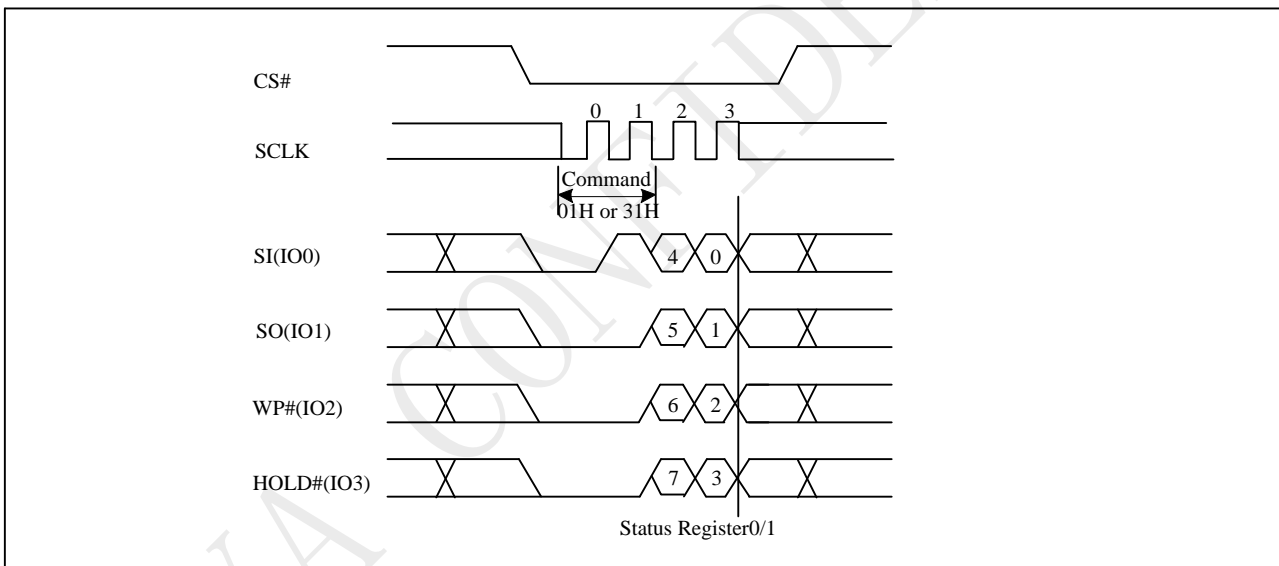 CS#
0 1 2 3
SCLK
Command
01H or 31H
SI(IO0) 4 0
SO(IO1) 5 1
WP#(IO2) 6 2
HOLD#(IO3) 7 3
Status Register0/1